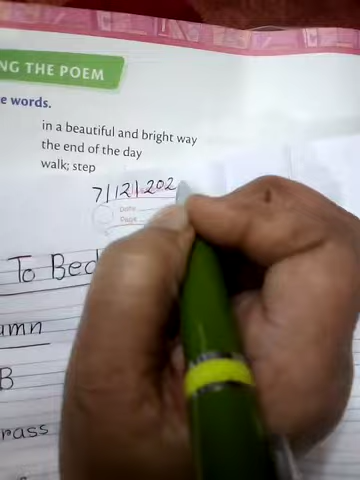 NG THE POEM
e words.
in a beautiful and bright way
the end of the day
walk; step
7/12/202
Date
Page
To Bed
umn
B
rass